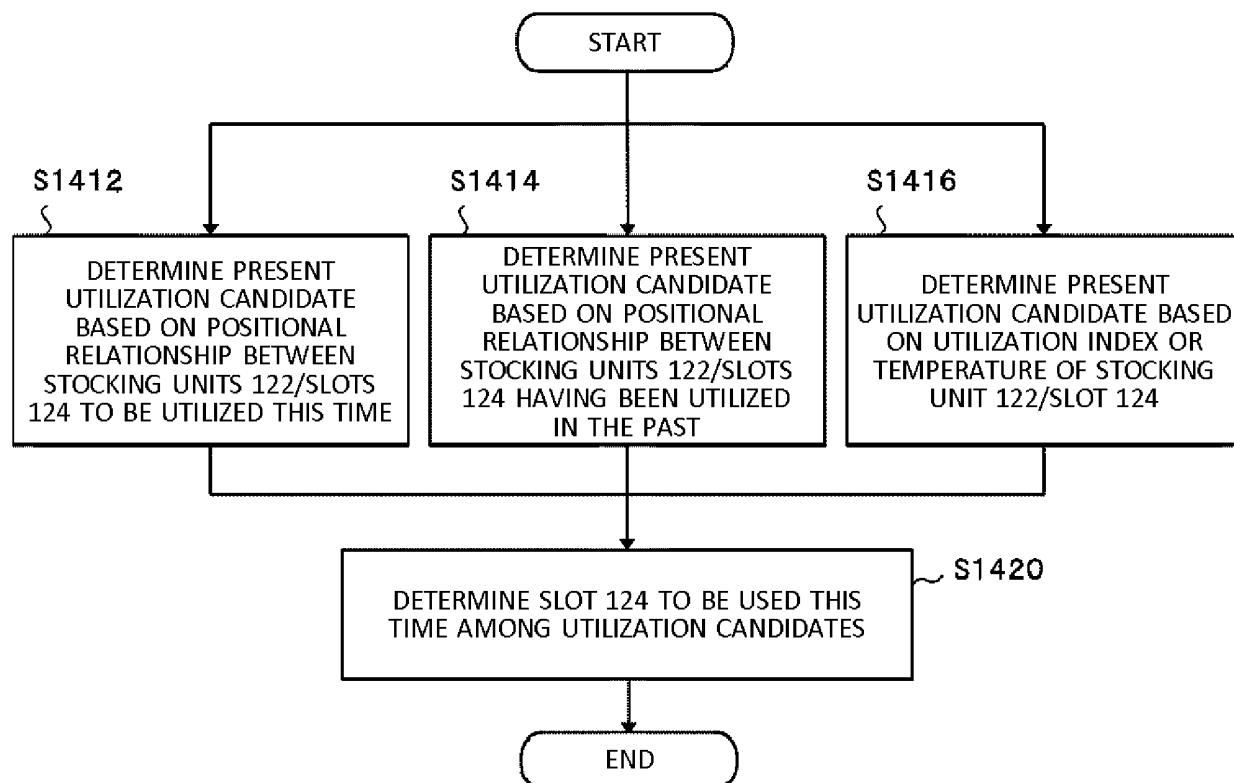 START
S1412
DETERMINE PRESENT
UTILIZATION CANDIDATE
BASED ON POSITIONAL
RELATIONSHIP BETWEEN
STOCKING UNITS 122/SLOTS
124 TO BE UTILIZED THIS TIME
S1414
DETERMINE PRESENT
UTILIZATION CANDIDATE
BASED ON POSITIONAL
RELATIONSHIP BETWEEN
STOCKING UNITS 122/SLOTS
124 HAVING BEEN UTILIZED
IN THE PAST
S1416
DETERMINE PRESENT
UTILIZATION CANDIDATE BASED
ON UTILIZATION INDEX OR
TEMPERATURE OF STOCKING
UNIT 122/SLOT 124
S1420
DETERMINE SLOT 124 TO BE USED THIS
TIME AMONG UTILIZATION CANDIDATES
END